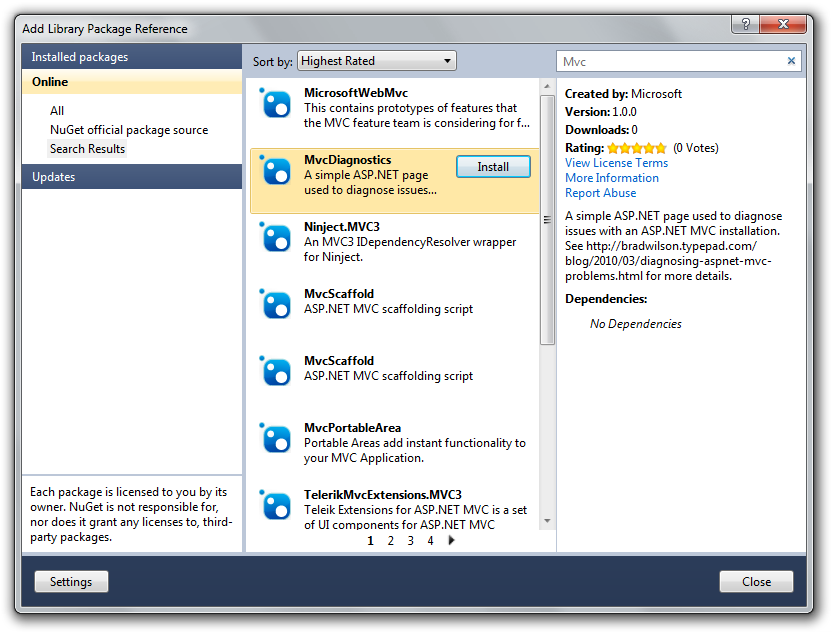 Add Library Package Reference
Installed packages
Online
All
NuGet official package source
Search Results
Updates
Each package is licensed to you by its
owner. NuGet is not responsible for,
nor does it grant any licenses to, third-
party packages.
Sort by: Highest Rated
MicrosoftWebMvc
This contains prototypes of features that
the MVC feature team is considering for f...
MvcDiagnostics
A simple ASP.NET page
used to diagnose issues...
Install
Ninject.MVC3
An MVC3 IDependencyResolver wrapper
for Ninject.
MvcScaffold
ASP.NET MVC scaffolding script
MvcScaffold
ASP.NET MVC scaffolding script
MvcPortableArea
Portable Areas add instant functionality to
your MVC Application.
TelerikMvcExtensions.MVC3
Teleik Extensions for ASP.NET MVC is a set
of UI components for ASP.NET MVC
1 2 3 4
Mvc
Created by: Microsoft
Version: 1.0.0
Downloads: 0
Rating: (0 Votes)
View License Terms
More Information
Report Abuse
A simple ASP.NET page used to diagnose
issues with an ASP.NET MVC installation.
See http://bradwilson.typepad.com/
blog/2010/03/diagnosing-aspnet-mvc-
problems.html for more details.
Dependencies:
No Dependencies
Settings
Close